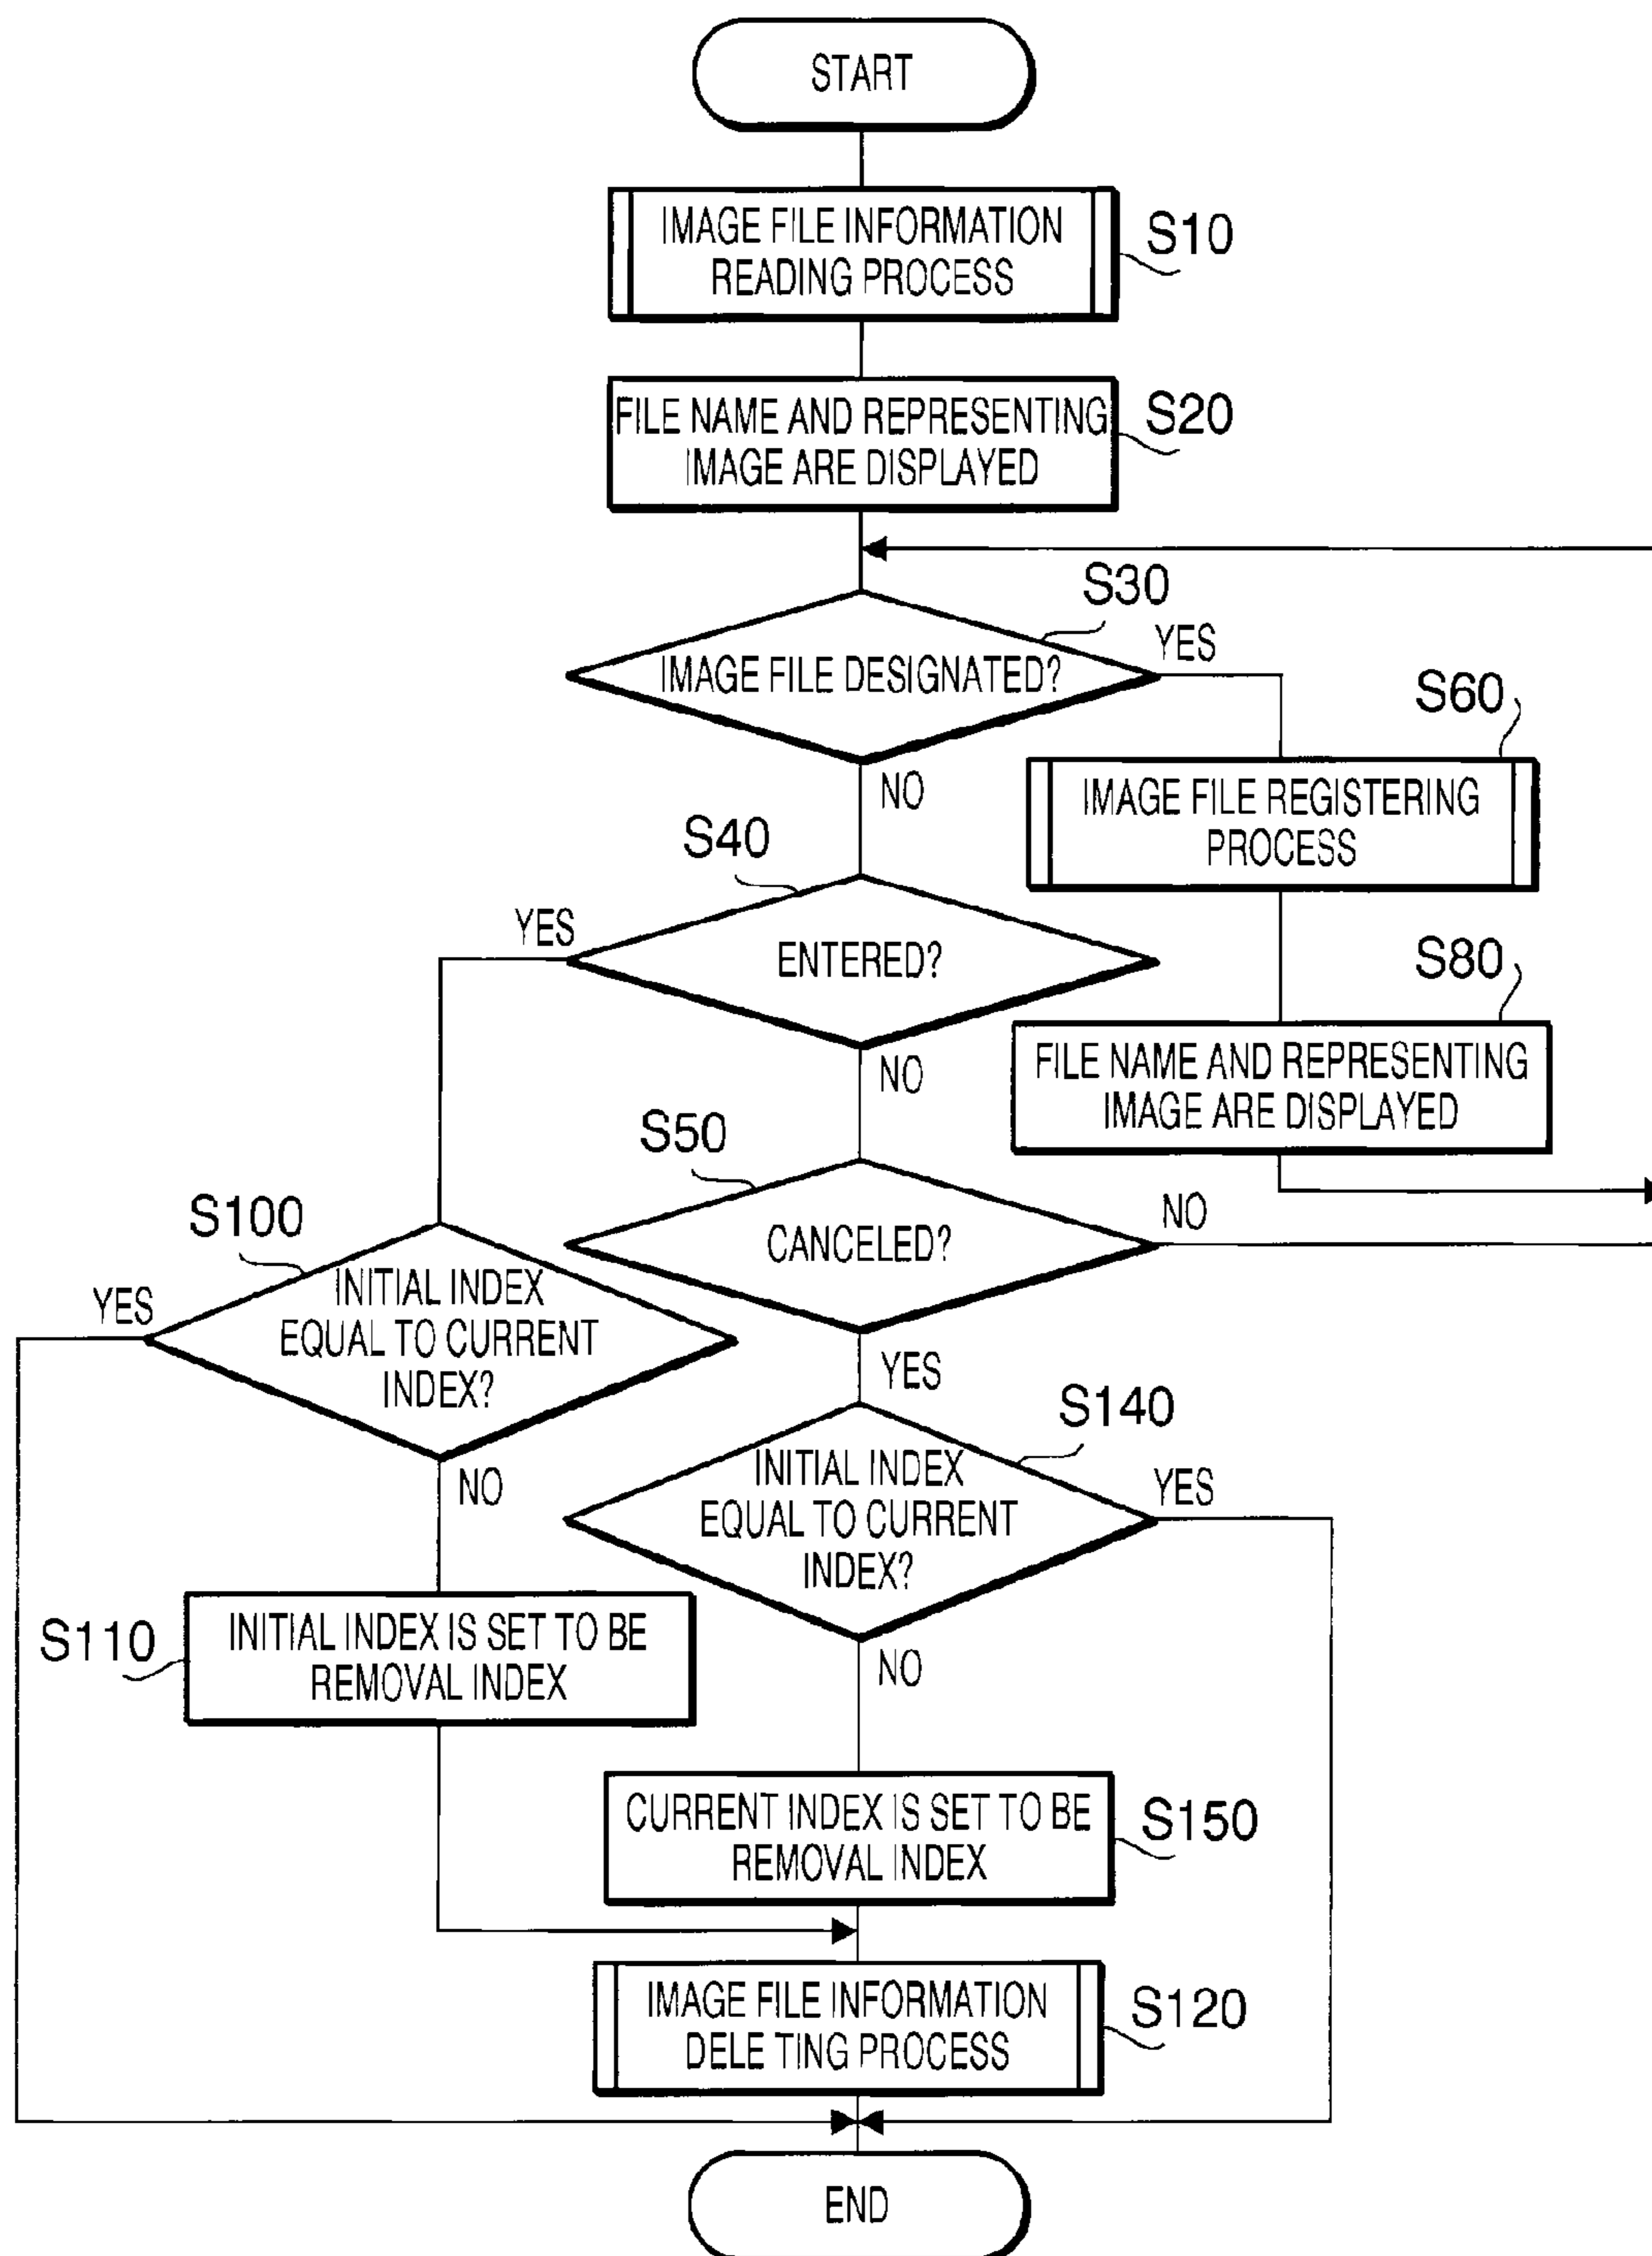 START
IMAGE FILE INFORMATION
READING PROCESS
S10
FILE NAME AND REPRESENTING
IMAGE ARE DISPLAYED
S20
S30
IMAGE FILE DESIGNATED?
YES
NO
S60
IMAGE FILE REGISTERING
PROCESS
S40
YES
ENTERED?
NO
S80
FILE NAME AND REPRESENTING
IMAGE ARE DISPLAYED
S50
CANCELED?
NO
YES
S100
YES
INITIAL INDEX
EQUAL TO CURRENT
INDEX?
NO
S140
INITIAL INDEX
EQUAL TO CURRENT
INDEX?
YES
NO
S110
INITIAL INDEX IS SET TO BE
REMOVAL INDEX
CURRENT INDEX IS SET TO BE
REMOVAL INDEX
S150
IMAGE FILE INFORMATION
DELE TING PROCESS
S120
END